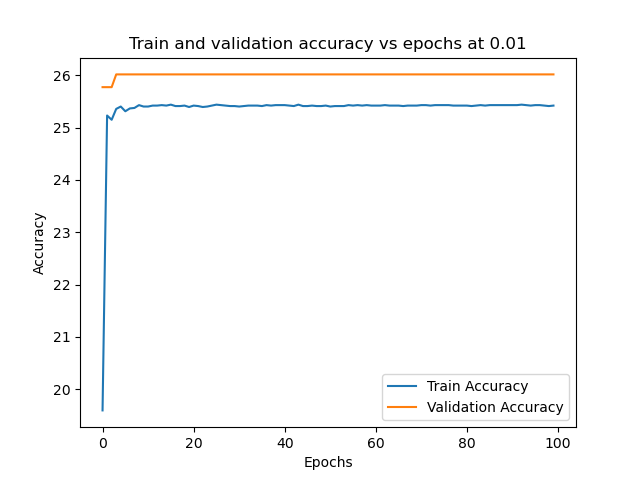 Train and validation accuracy vs epochs at 0.01
26
25
24
23
22
21
20
Accuracy
Train Accuracy
Validation Accuracy
0 20 40 60 80 100
Epochs